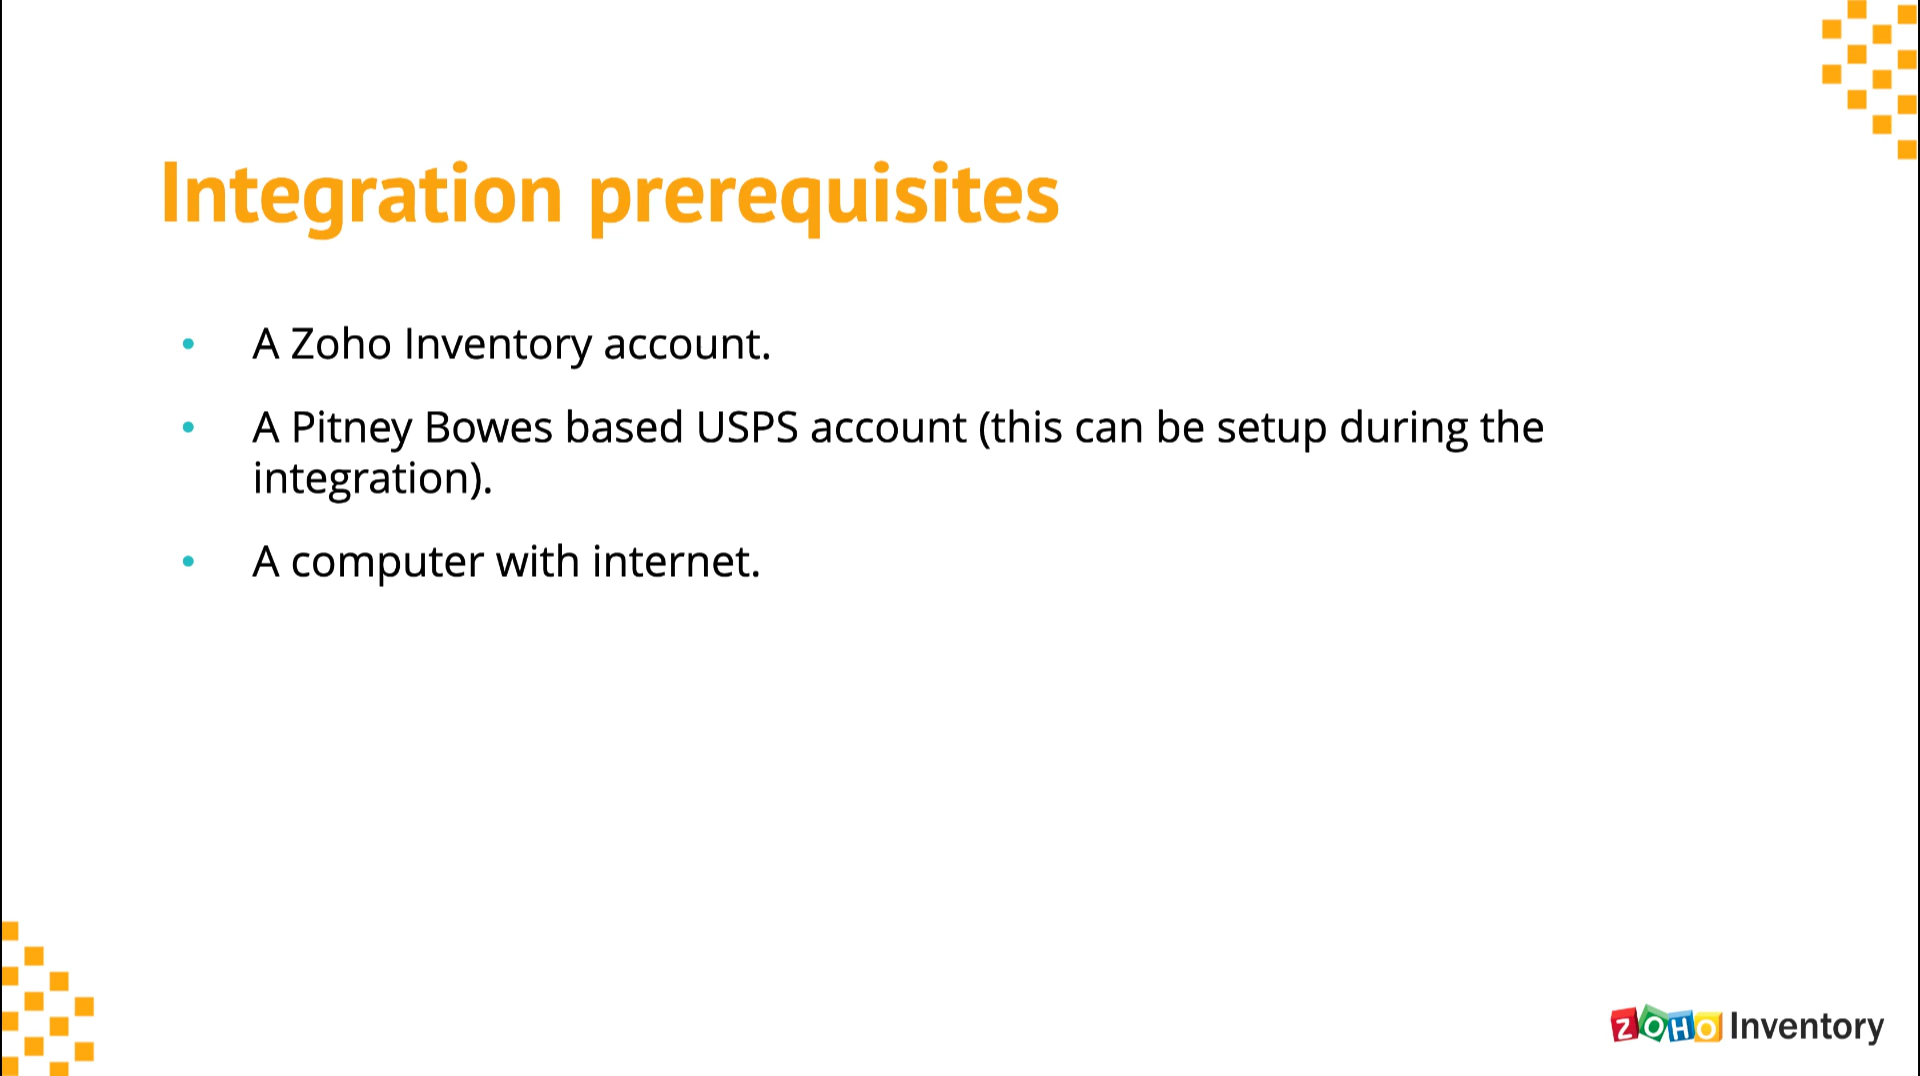 Integration prerequisites
• A Zoho Inventory account.
• A Pitney Bowes based USPS account (this can be setup during the
integration).
• A computer with internet.
ZOHO Inventory